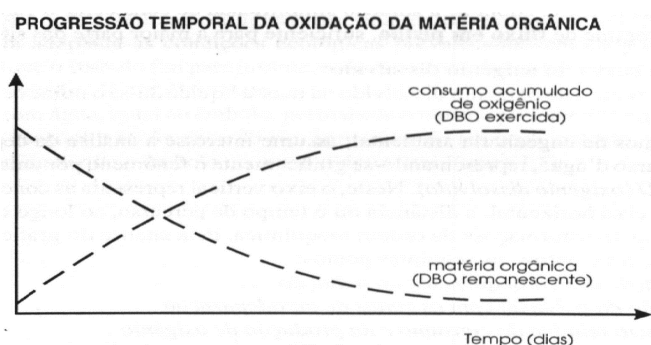 PROGRESSÃO TEMPORAL DA OXIDAÇÃO DA MATÉRIA ORGÂNICA
consumo acumulado
de oxigênio
(DBO exercida)
matéria orgânica
(DBO remanescente)
Tempo (dias)